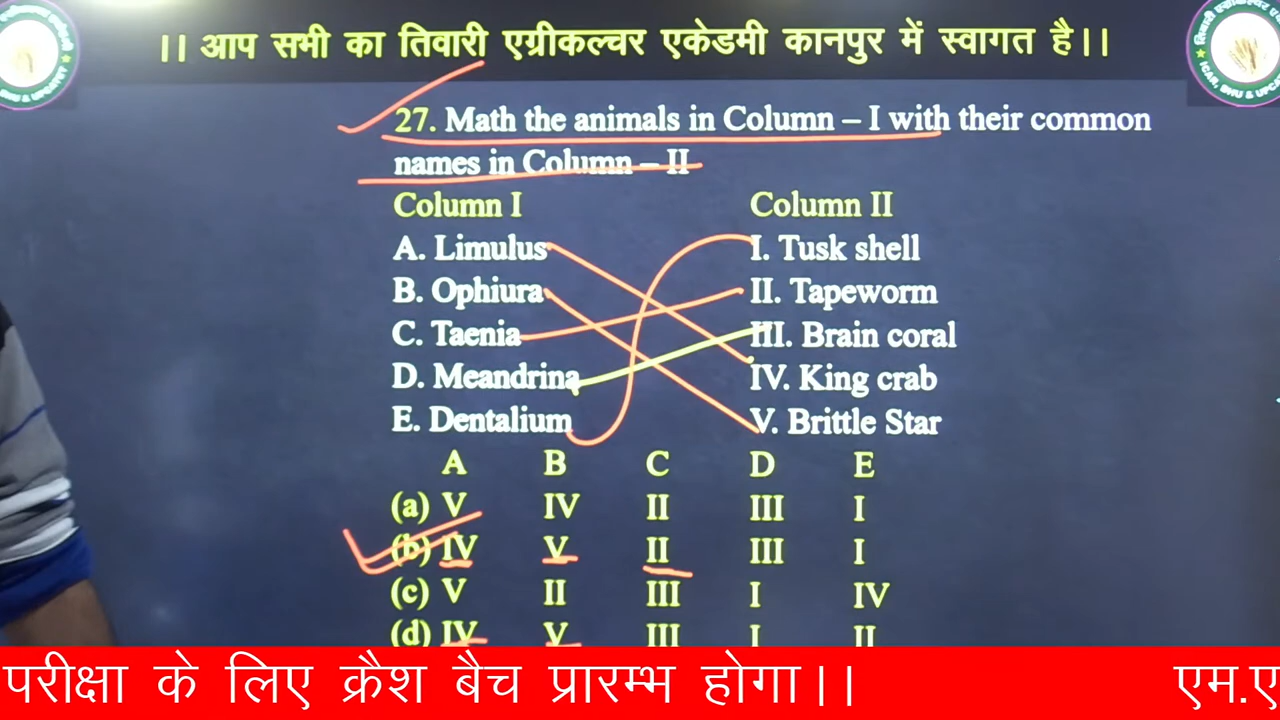 ।। आप सभी का तिवारी एग्रीकल्चर एकेडमी कानपुर में स्वागत है।।
27. Math the animals in Column – I with their common
names in Column – II
Column I Column II
A. Limulus I. Tusk shell
B. Ophiura II. Tapeworm
C. Taenia III. Brain coral
D. Meandrina IV. King crab
E. Dentalium V. Brittle Star
A B C D E
(a) V IV II III I
(b) IV V II III I
(c) V II III I IV
(d) IV V III I II
परीक्षा के लिए क्रैश बैच प्रारम्भ होगा।। एम.ए